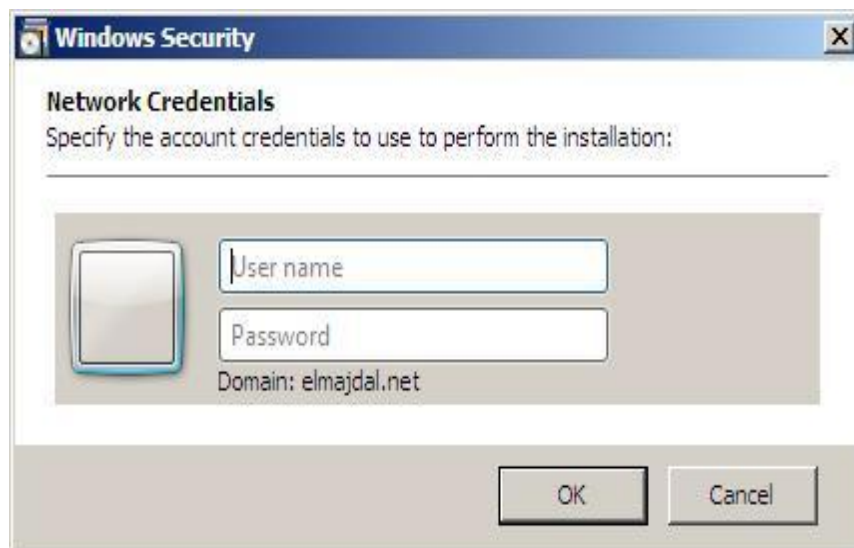 Windows Security
Network Credentials
Specify the account credentials to use to perform the installation:
User name
Password
Domain: elmajdal.net
OK
Cancel